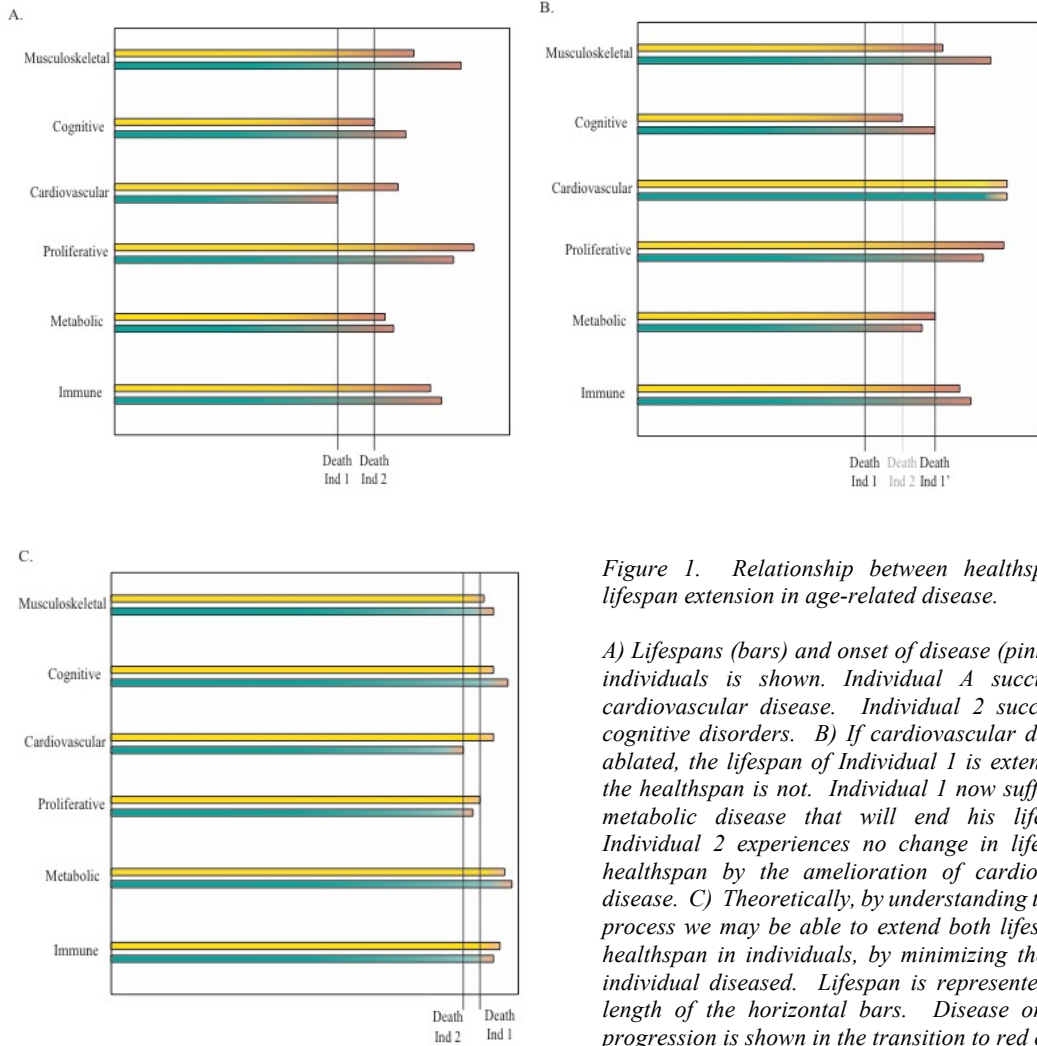 A.
Musculoskeletal
Cognitive
Cardiovascular
Proliferative
Metabolic
Immune
Death Death
Ind 1 Ind 2
B.
Musculoskeletal
Cognitive
Cardiovascular
Proliferative
Metabolic
Immune
Death Death Death
Ind 1 Ind 2 Ind 1’
C.
Musculoskeletal
Cognitive
Cardiovascular
Proliferative
Metabolic
Immune
Death Death
Ind 2 Ind 1
Figure 1. Relationship between healthsp
lifespan extension in age-related disease.
A) Lifespans (bars) and onset of disease (pin
individuals is shown. Individual A succ
cardiovascular disease. Individual 2 succ
cognitive disorders. B) If cardiovascular d
ablated, the lifespan of Individual 1 is exten
the healthspan is not. Individual 1 now suff
metabolic disease that will end his life
Individual 2 experiences no change in life
healthspan by the amelioration of cardio
disease. C) Theoretically, by understanding t
process we may be able to extend both lifes
healthspan in individuals, by minimizing the
individual diseased. Lifespan is represente
length of the horizontal bars. Disease on
progression is shown in the transition to red